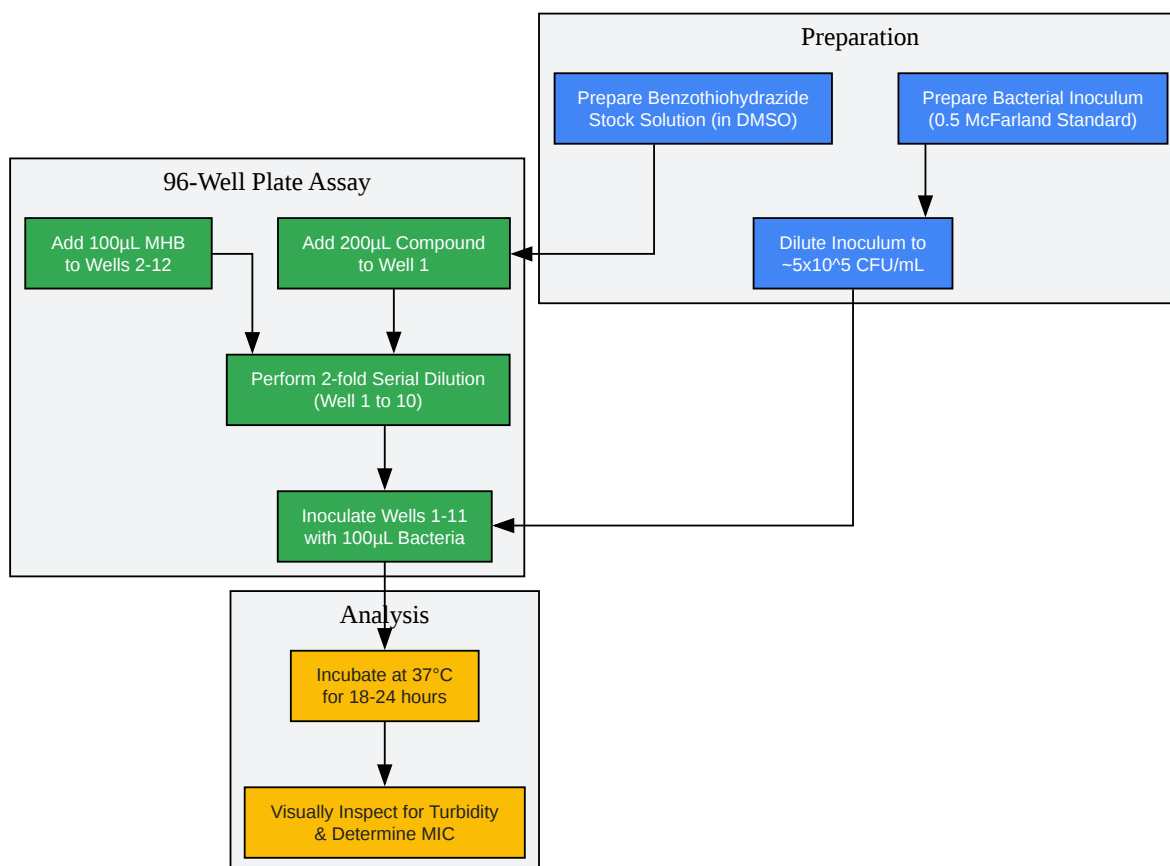 Preparation
Prepare Benzothiohydrazide
Stock Solution (in DMSO)
Prepare Bacterial Inoculum
(0.5 McFarland Standard)
Dilute Inoculum to
~5x10^5 CFU/mL
96-Well Plate Assay
Add 100µL MHB
to Wells 2-12
Add 200µL Compound
to Well 1
Perform 2-fold Serial Dilution
(Well 1 to 10)
Inoculate Wells 1-11
with 100µL Bacteria
Analysis
Incubate at 37°C
for 18-24 hours
Visually Inspect for Turbidity
& Determine MIC